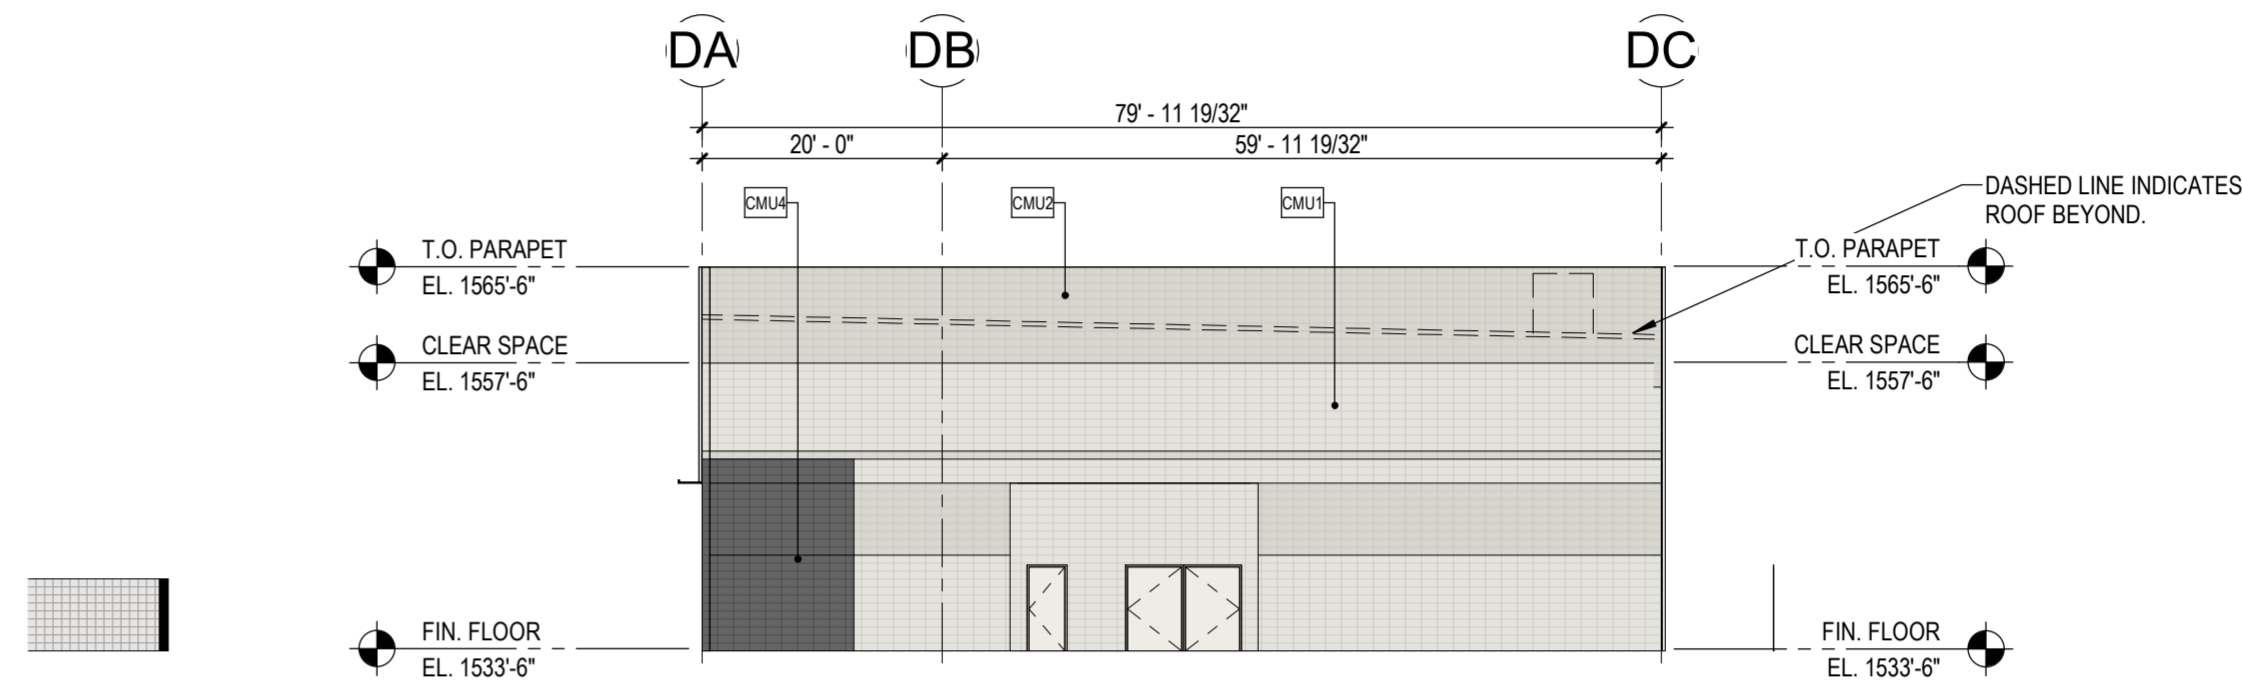 DA
DB
DC
79' - 11 19/32"
20' - 0"
59' - 11 19/32"
CMU4
CMU2
CMU1
DASHED LINE INDICATES
ROOF BEYOND.
T.O. PARAPET
EL. 1565'-6"
CLEAR SPACE
EL. 1557'-6"
FIN. FLOOR
EL. 1533'-6"
T.O. PARAPET
EL. 1565'-6"
CLEAR SPACE
EL. 1557'-6"
FIN. FLOOR
EL. 1533'-6"